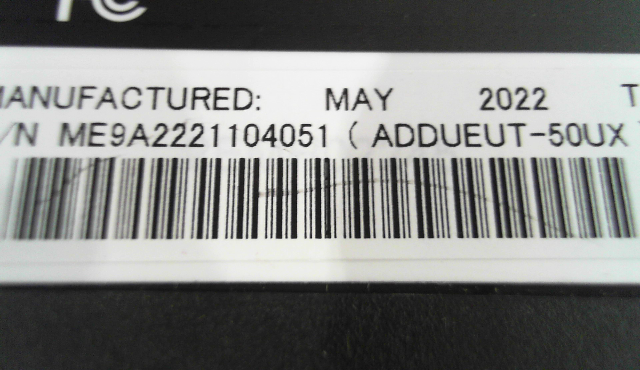 MANUFACTURED: MAY 2022 T
/N ME9A2221104051 ( ADDUEUT-50UX